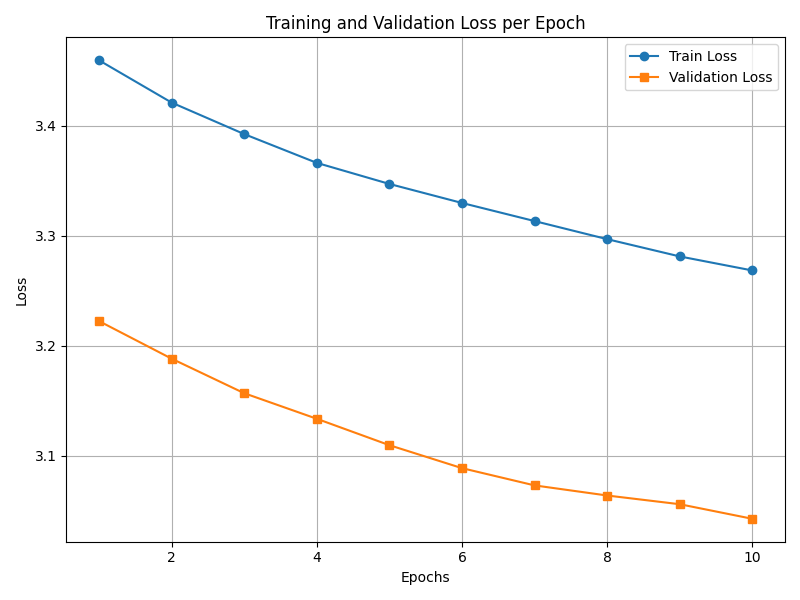 Training and Validation Loss per Epoch
Train Loss
Validation Loss
3.4
3.3
3.2
3.1
Loss
2
4
6
8
10
Epochs